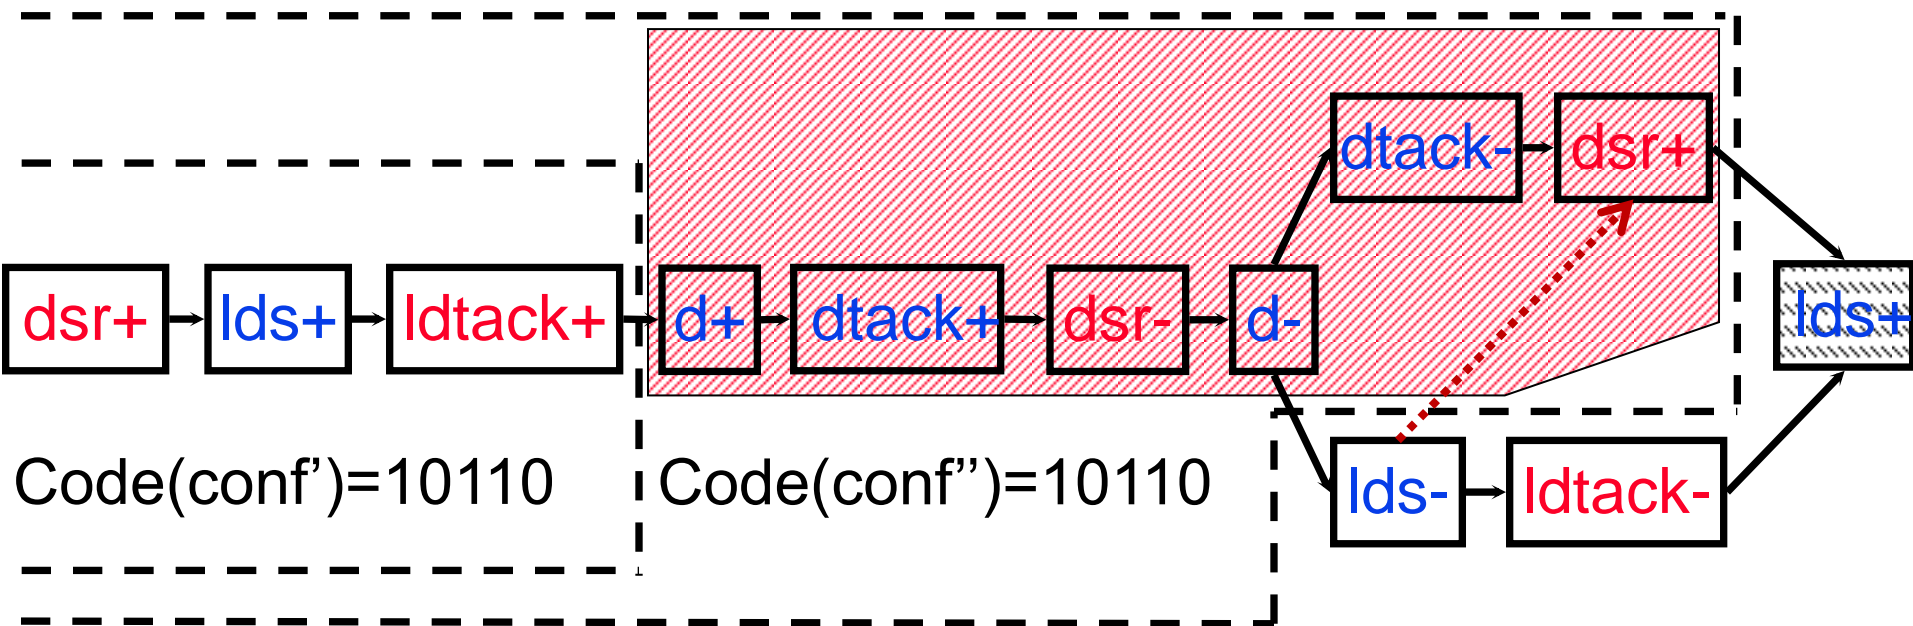 dtack- dsr+
dsr+ lds+ ldtack+ d+ dtack+ dsr- d- lds+
Code(conf’)=10110 Code(conf’’)=10110 lds- ldtack-